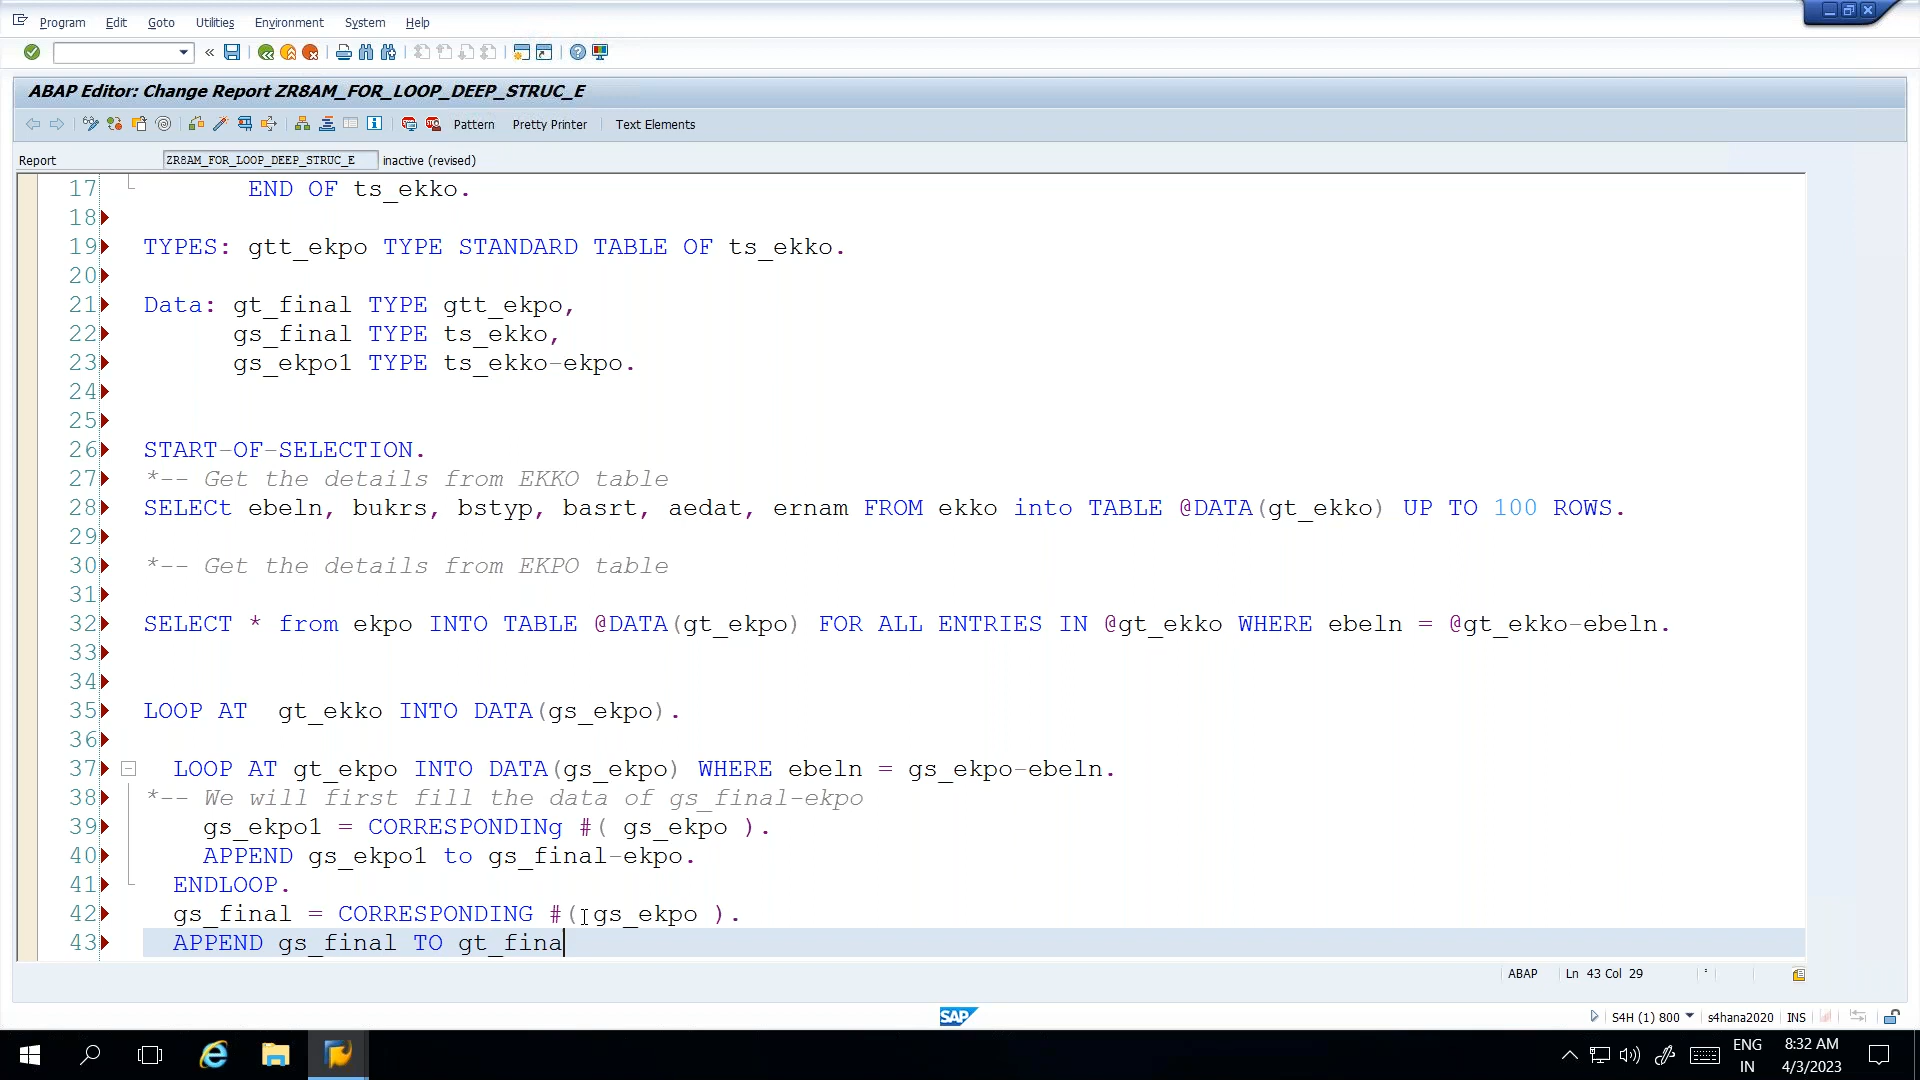 Program Edit Goto Utilities Environment System Help
«
ABAP Editor: Change Report ZR8AM_FOR_LOOP_DEEP_STRUC_E
Pattern Pretty Printer Text Elements
Report ZR8AM_FOR_LOOP_DEEP_STRUC_E inactive (revised)
17 END OF ts_ekko.
18
19 TYPES: gtt_ekpo TYPE STANDARD TABLE OF ts_ekko.
20
21 Data: gt_final TYPE gtt_ekpo,
22 gs_final TYPE ts_ekko,
23 gs_ekpo1 TYPE ts_ekko-ekpo.
24
25
26 START-OF-SELECTION.
27 *-- Get the details from EKKO table
28 SELECt ebeln, bukrs, bstyp, basrt, aedat, ernam FROM ekko into TABLE @DATA(gt_ekko) UP TO 100 ROWS.
29
30 *-- Get the details from EKPO table
31
32 SELECT * from ekpo INTO TABLE @DATA(gt_ekpo) FOR ALL ENTRIES IN @gt_ekko WHERE ebeln = @gt_ekko-ebeln.
33
34
35 LOOP AT gt_ekko INTO DATA(gs_ekpo).
36
37 LOOP AT gt_ekpo INTO DATA(gs_ekpo) WHERE ebeln = gs_ekpo-ebeln.
38 *-- We will first fill the data of gs_final-ekpo
39 gs_ekpo1 = CORRESPONDINg #( gs_ekpo ).
40 APPEND gs_ekpo1 to gs_final-ekpo.
41 ENDLOOP.
42 gs_final = CORRESPONDING #( gs_ekpo ).
43 APPEND gs_final TO gt_fina
ABAP Ln 43 Col 29
SAP S4H (1) 800 s4hana2020 INS
ENG 8:32 AM
IN 4/3/2023